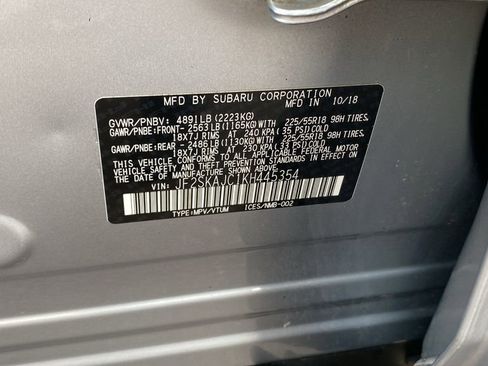 MFD BY SUBARU CORPORATION MADE IN JAPAN 10/18
GVWR/PNBV: 4891LB(2223KG)
GAWR/PNBE: FRONT-2563LB(1165KG)WITH 225/55R18 98H TIRES,
18X7J RIMS AT 240 KPA(35 PSI)COLD
GAWR/PNBE: REAR -2486LB(1130KG)WITH 225/55R18 98H TIRES,
18X7J RIMS AT 230 KPA(33 PSI)COLD
THIS VEHICLE CONFORMS TO ALL APPLICABLE FEDERAL MOTOR
VEHICLE SAFETY AND
THEFT PREVENTION STANDARDS IN EFFECT ON THE DATE OF
MANUFACTURE SHOWN ABOVE.
VIN: JF2SKAJC1KH445354
TYPE:MPV/VTUM ICES/NMB-002